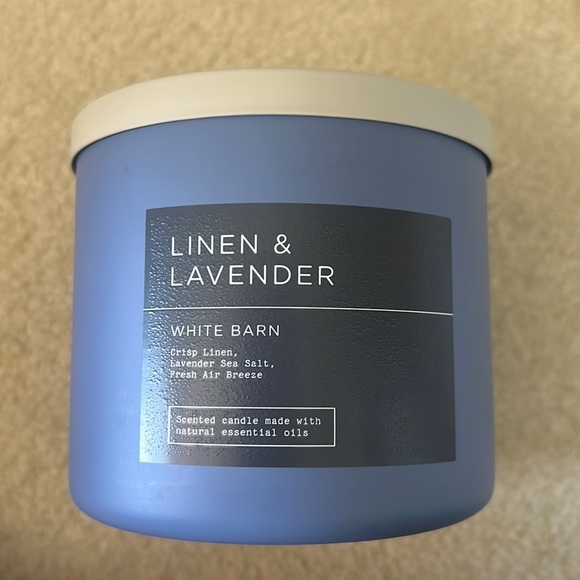 LINEN &
LAVENDER
WHITE BARN
Crisp Linen,
Lavender Sea Salt,
Fresh Air Breeze
Scented candle made with
natural essential oils